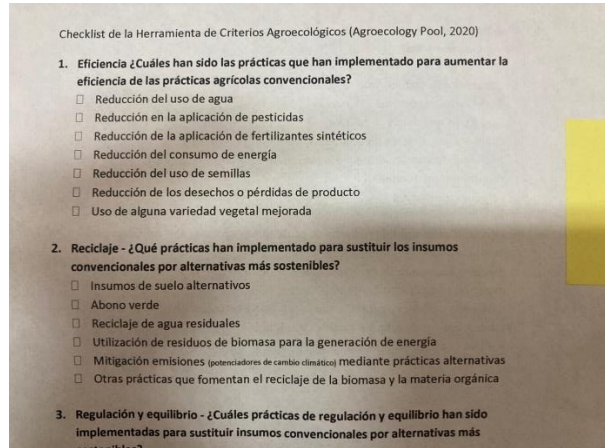 Checklist de la Herramienta de Criterios Agroecológicos (Agroecology Pool, 2020)
1. Eficiencia ¿Cuáles han sido las prácticas que han implementado para aumentar la
eficiencia de las prácticas agrícolas convencionales?
Reducción del uso de agua
Reducción en la aplicación de pesticidas
Reducción de la aplicación de fertilizantes sintéticos
Reducción del consumo de energía
Reducción del uso de semillas
Reducción de los desechos o pérdidas de producto
Uso de alguna variedad vegetal mejorada
2. Reciclaje - ¿Qué prácticas han implementado para sustituir los insumos
convencionales por alternativas más sostenibles?
Insumos de suelo alternativos
Abono verde
Reciclaje de agua residuales
Utilización de residuos de biomasa para la generación de energía
Mitigación emisiones (potenciadores de cambio climático) mediante prácticas alternativas
Otras prácticas que fomentan el reciclaje de la biomasa y la materia orgánica
3. Regulación y equilibrio - ¿Cuáles prácticas de regulación y equilibrio han sido
implementadas para sustituir insumos convencionales por alternativas más